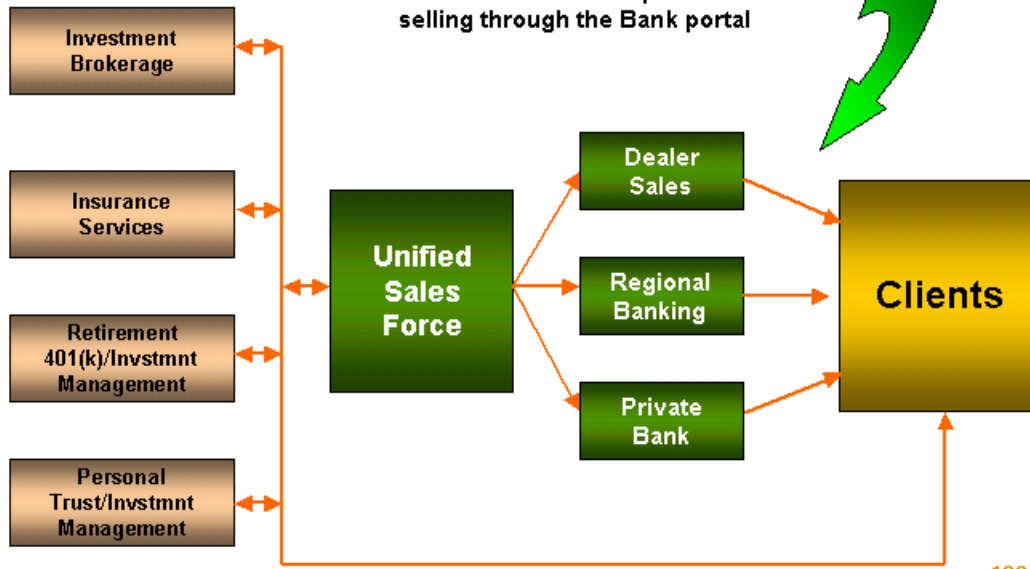 selling through the Bank portal
Investment
Brokerage
Insurance
Services
Retirement
401(k)/Invstmnt
Management
Personal
Trust/Invstmnt
Management
Unified
Sales
Force
Dealer
Sales
Regional
Banking
Private
Bank
Clients